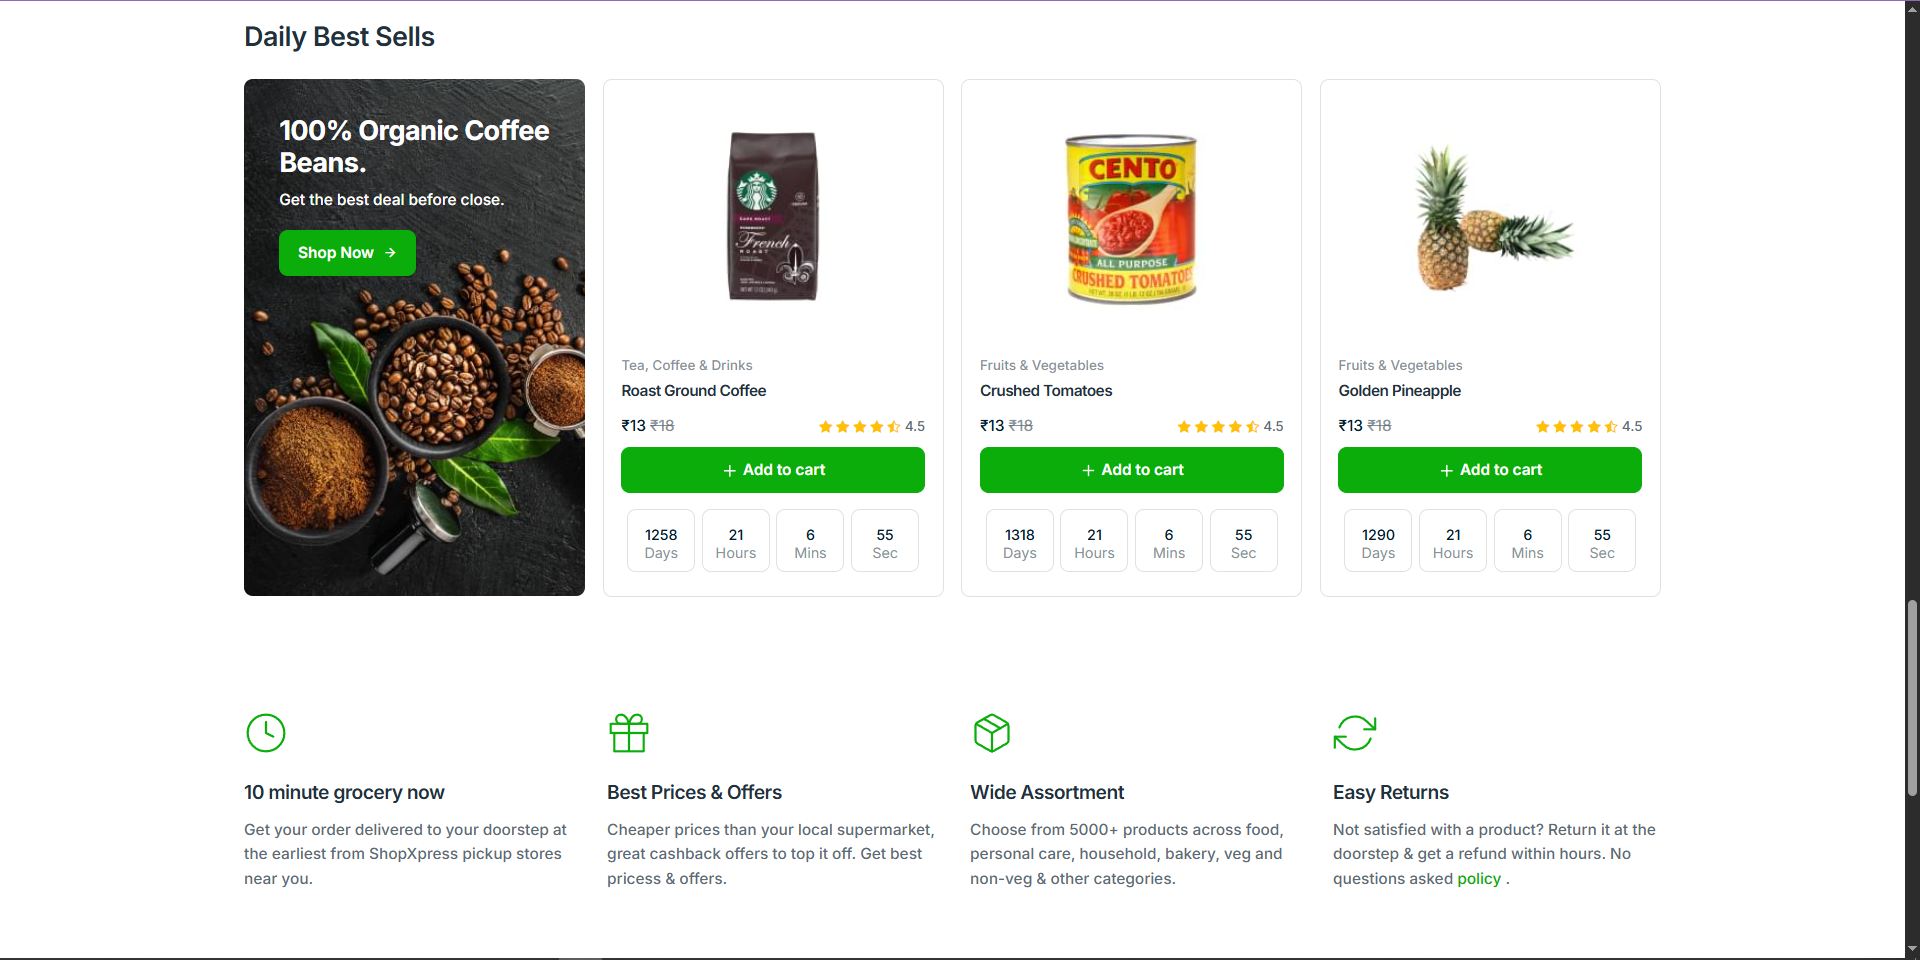 Daily Best Sells
100% Organic Coffee
Beans.
Get the best deal before close.
Shop Now
French
CENTO
ALL PURPOSE
CRUSHED TOMATOES
Tea, Coffee & Drinks
Roast Ground Coffee
₹13 ₹18 4.5
Add to cart
1258 21 6 55
Days Hours Mins Sec
Fruits & Vegetables
Crushed Tomatoes
₹13 ₹18 4.5
Add to cart
1318 21 6 55
Days Hours Mins Sec
Fruits & Vegetables
Golden Pineapple
₹13 ₹18 4.5
Add to cart
1290 21 6 55
Days Hours Mins Sec
10 minute grocery now
Get your order delivered to your doorstep at
the earliest from ShopXpress pickup stores
near you.
Best Prices & Offers
Cheaper prices than your local supermarket,
great cashback offers to top it off. Get best
pricess & offers.
Wide Assortment
Choose from 5000+ products across food,
personal care, household, bakery, veg and
non-veg & other categories.
Easy Returns
Not satisfied with a product? Return it at the
doorstep & get a refund within hours. No
questions asked policy .